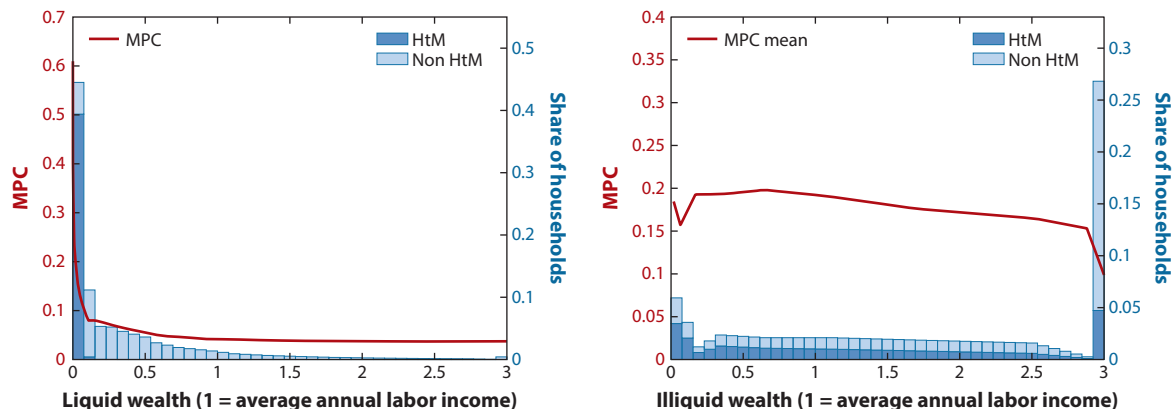 0.7
0.6
0.5
0.4
0.3
0.2
0.1
0
MPC
MPC
HtM
Non HtM
0.5
0.4
0.3
0.2
0.1
0
Share of households
0 0.5 1 1.5 2 2.5 3
Liquid wealth (1 = average annual labor income)
0.4
0.35
0.3
0.25
0.2
0.15
0.1
0.05
0
MPC
MPC mean
HtM
Non HtM
0.3
0.25
0.2
0.15
0.1
0.05
0
Share of households
0 0.5 1 1.5 2 2.5 3
Illiquid wealth (1 = average annual labor income)